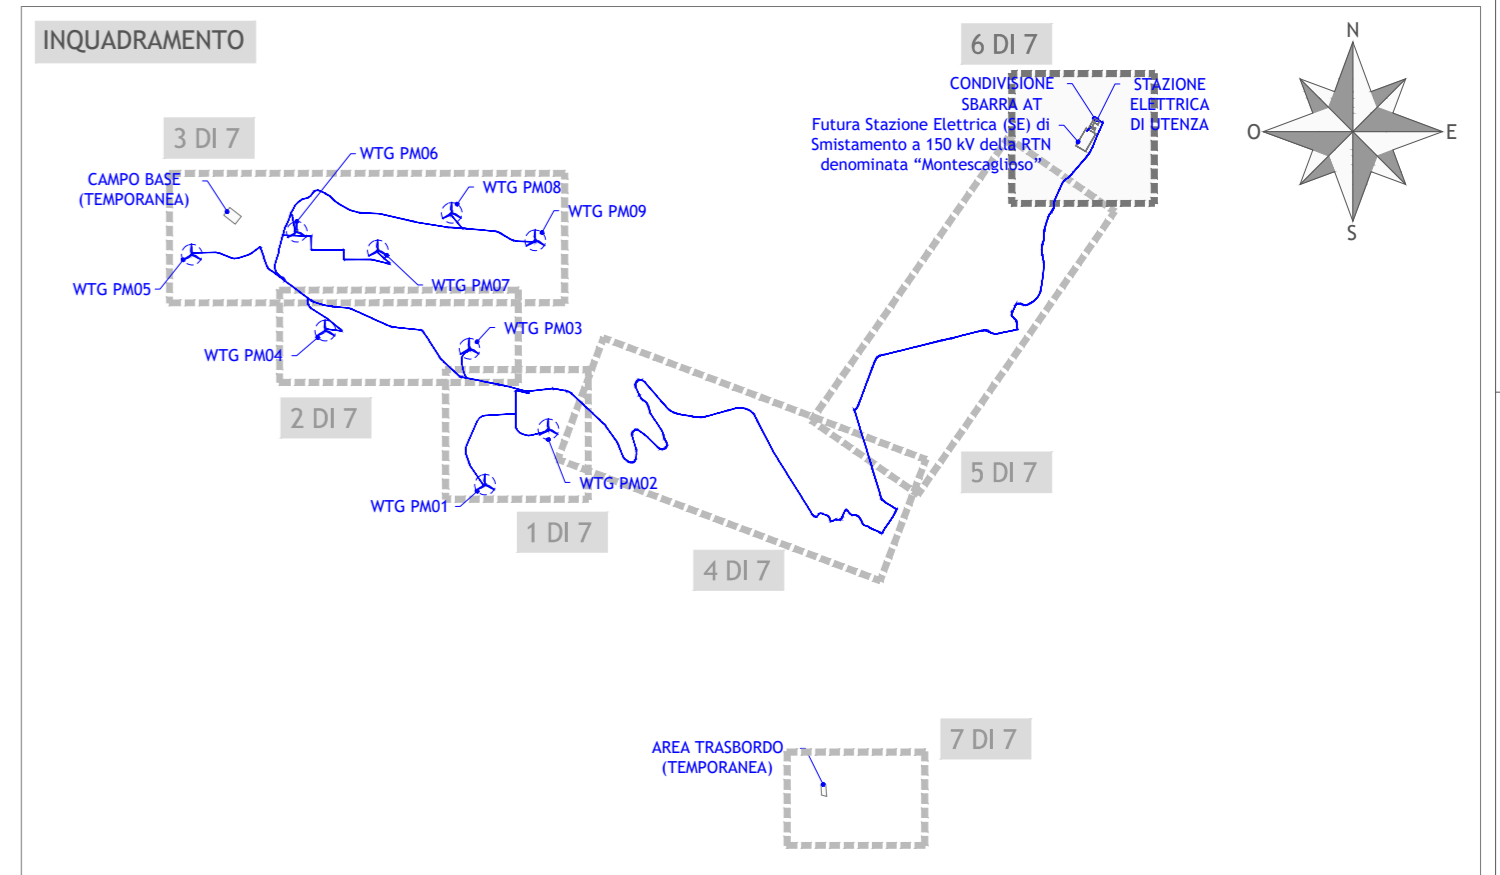 INQUADRAMENTO
6 DI 7
N
CONDIVISIONE
SBARRA AT
STAZIONE
ELETTRICA
DI UTENZA
Futura Stazione Elettrica (SE) di
Smistamento a 150 kV della RTN
denominata “Montescaglioso”
O
E
S
3 DI 7
WTG PM06
CAMPO BASE
(TEMPORANEA)
WTG PM08
WTG PM09
WTG PM05
WTG PM07
WTG PM03
WTG PM04
2 DI 7
5 DI 7
WTG PM02
WTG PM01
1 DI 7
4 DI 7
7 DI 7
AREA TRASBORDO
(TEMPORANEA)